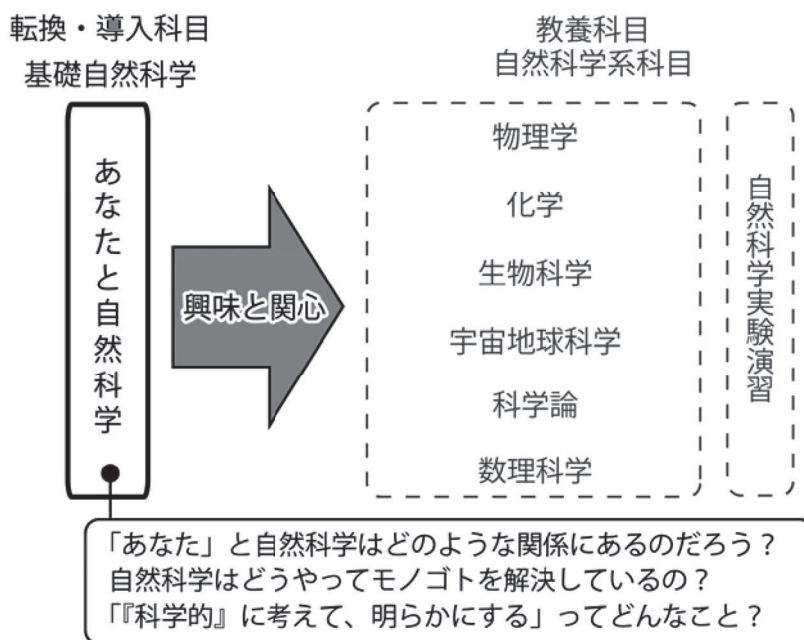 転換・導入科目
基礎自然科学
あなたと自然科学
興味と関心
教養科目
自然科学系科目
物理学
化学
生物科学
宇宙地球科学
科学論
数理科学
自然科学実験演習
「あなた」と自然科学はどのような関係にあるのだろう？
自然科学はどうやってモノゴトを解決しているの？
「『科学的』に考えて、明らかにする」ってどんなこと？